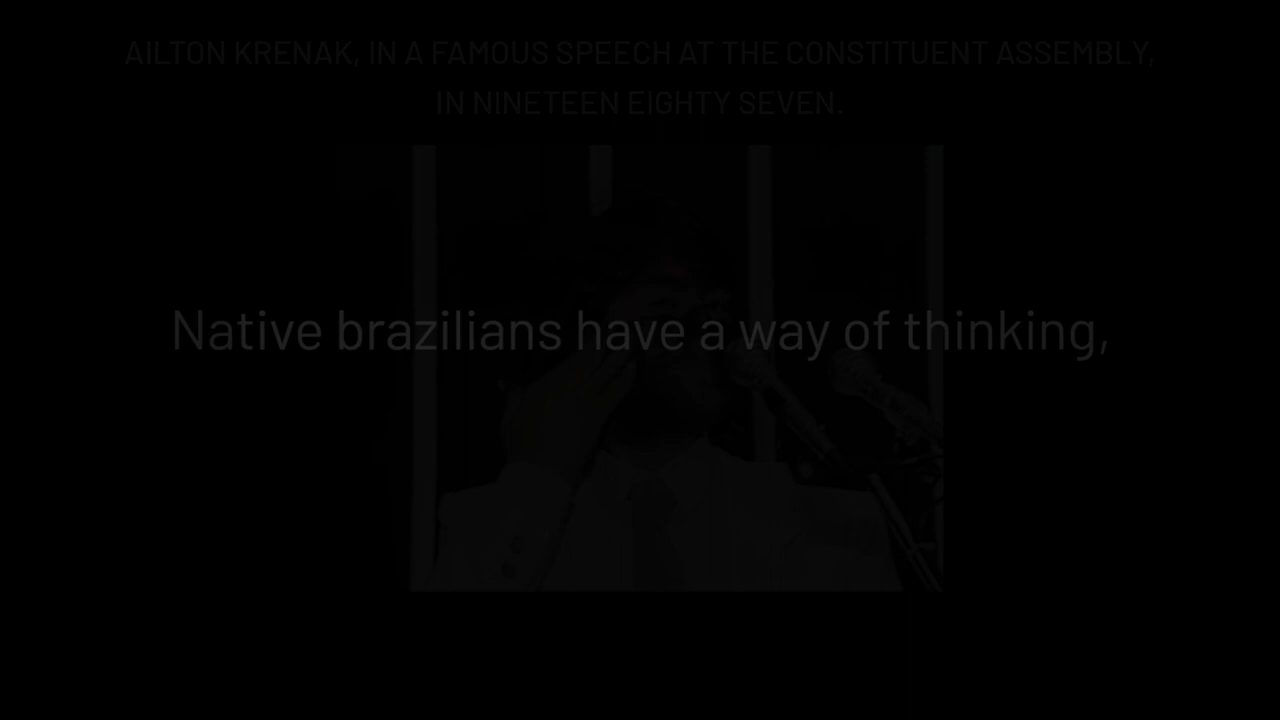 AILTON KRENAK, IN A FAMOUS SPEECH AT THE CONSTITUENT ASSEMBLY,
IN NINETEEN EIGHTY SEVEN.
Native brazilians have a way of thinking,